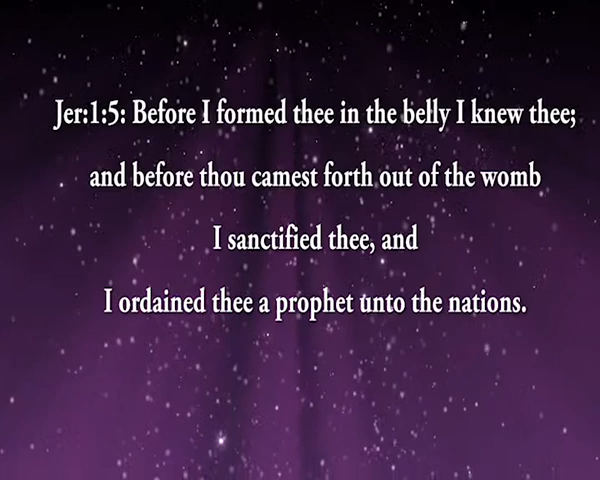 Jer:1:5: Before I formed thee in the belly I knew thee;
and before thou camest forth out of the womb
I sanctified thee, and
I ordained thee a prophet unto the nations.